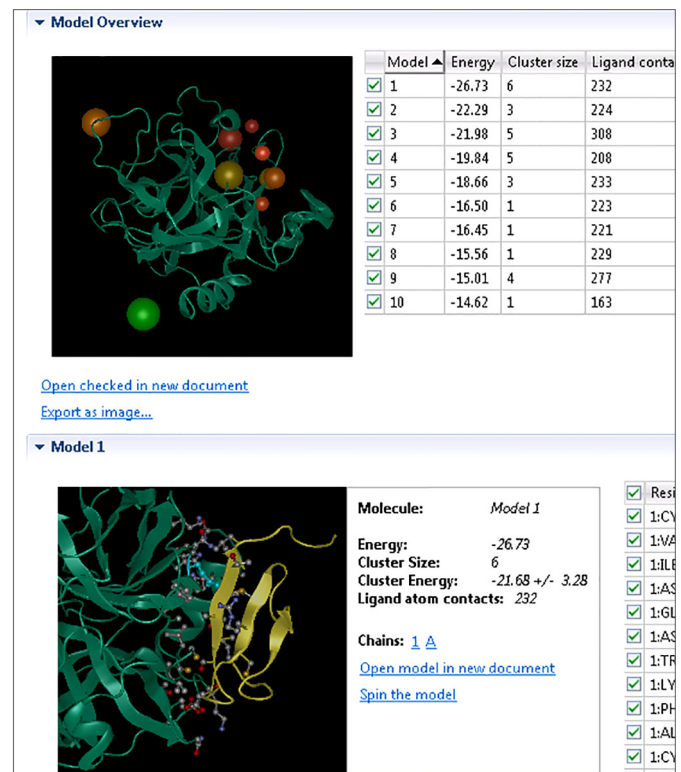 Model Overview
Model Energy Cluster size Ligand conta
1 -26.73 6 232
2 -22.29 3 224
3 -21.98 5 308
4 -19.84 5 208
5 -18.66 3 233
6 -16.50 1 223
7 -16.45 1 221
8 -15.56 1 229
9 -15.01 4 277
10 -14.62 1 163
Open checked in new document
Export as image...
Model 1
Molecule: Model 1
Energy: -26.73
Cluster Size: 6
Cluster Energy: -21.68 +/- 3.28
Ligand atom contacts: 232
Chains: 1 A
Open model in new document
Spin the model
Resi
1:CY
1:VA
1:ILE
1:AS
1:GL
1:AS
1:TR
1:LY
1:PH
1:AL
1:CY